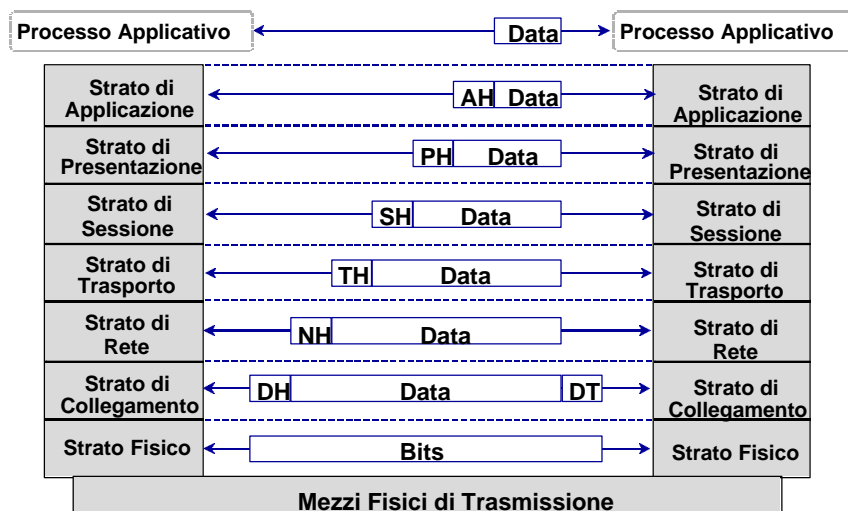 Processo Applicativo
Data
Processo Applicativo
Strato di
Applicazione
AH
Data
Strato di
Applicazione
Strato di
Presentazione
PH
Data
Strato di
Presentazione
Strato di
Sessione
SH
Data
Strato di
Sessione
Strato di
Trasporto
TH
Data
Strato di
Trasporto
Strato di
Rete
NH
Data
Strato di
Rete
Strato di
Collegamento
DH
Data
DT
Strato di
Collegamento
Strato Fisico
Bits
Strato Fisico
Mezzi Fisici di Trasmissione